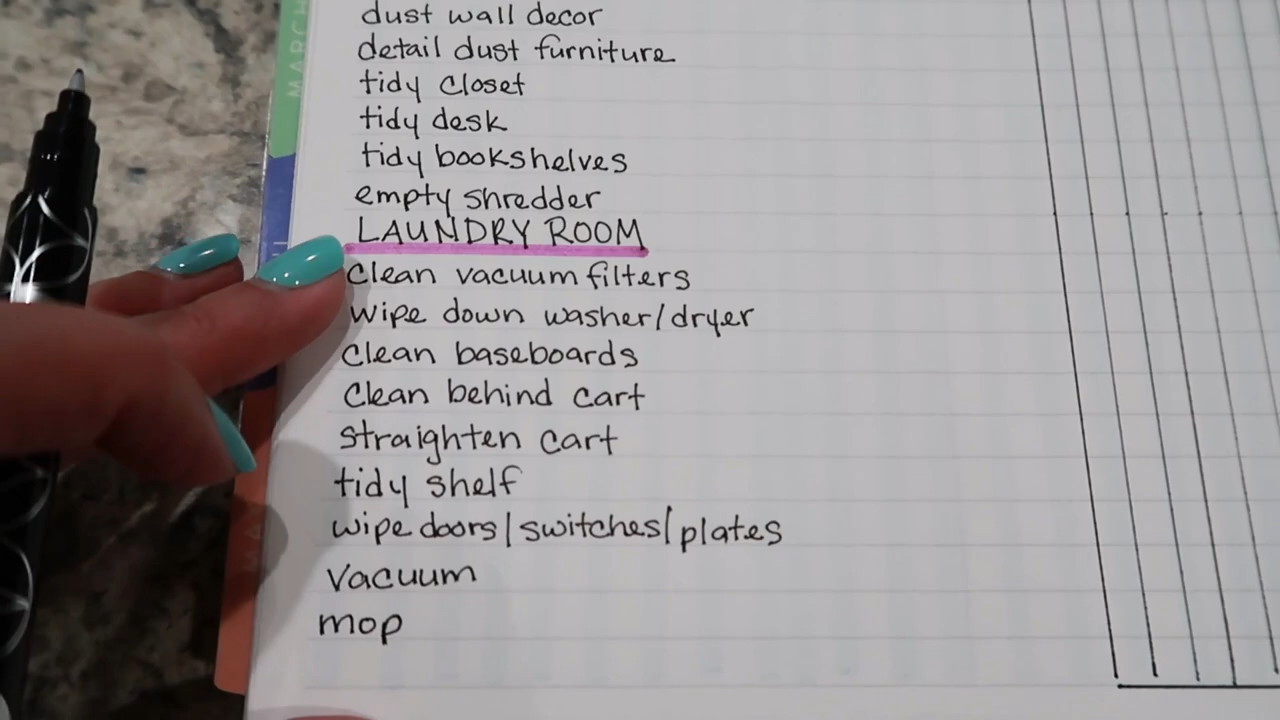 MARCH
dust wall decor
detail dust furniture
tidy closet
tidy desk
tidy bookshelves
empty shredder
LAUNDRY ROOM
clean vacuum filters
wipe down washer/dryer
clean baseboards
clean behind cart
straighten cart
tidy shelf
wipe doors/switches/plates
vacuum
mop